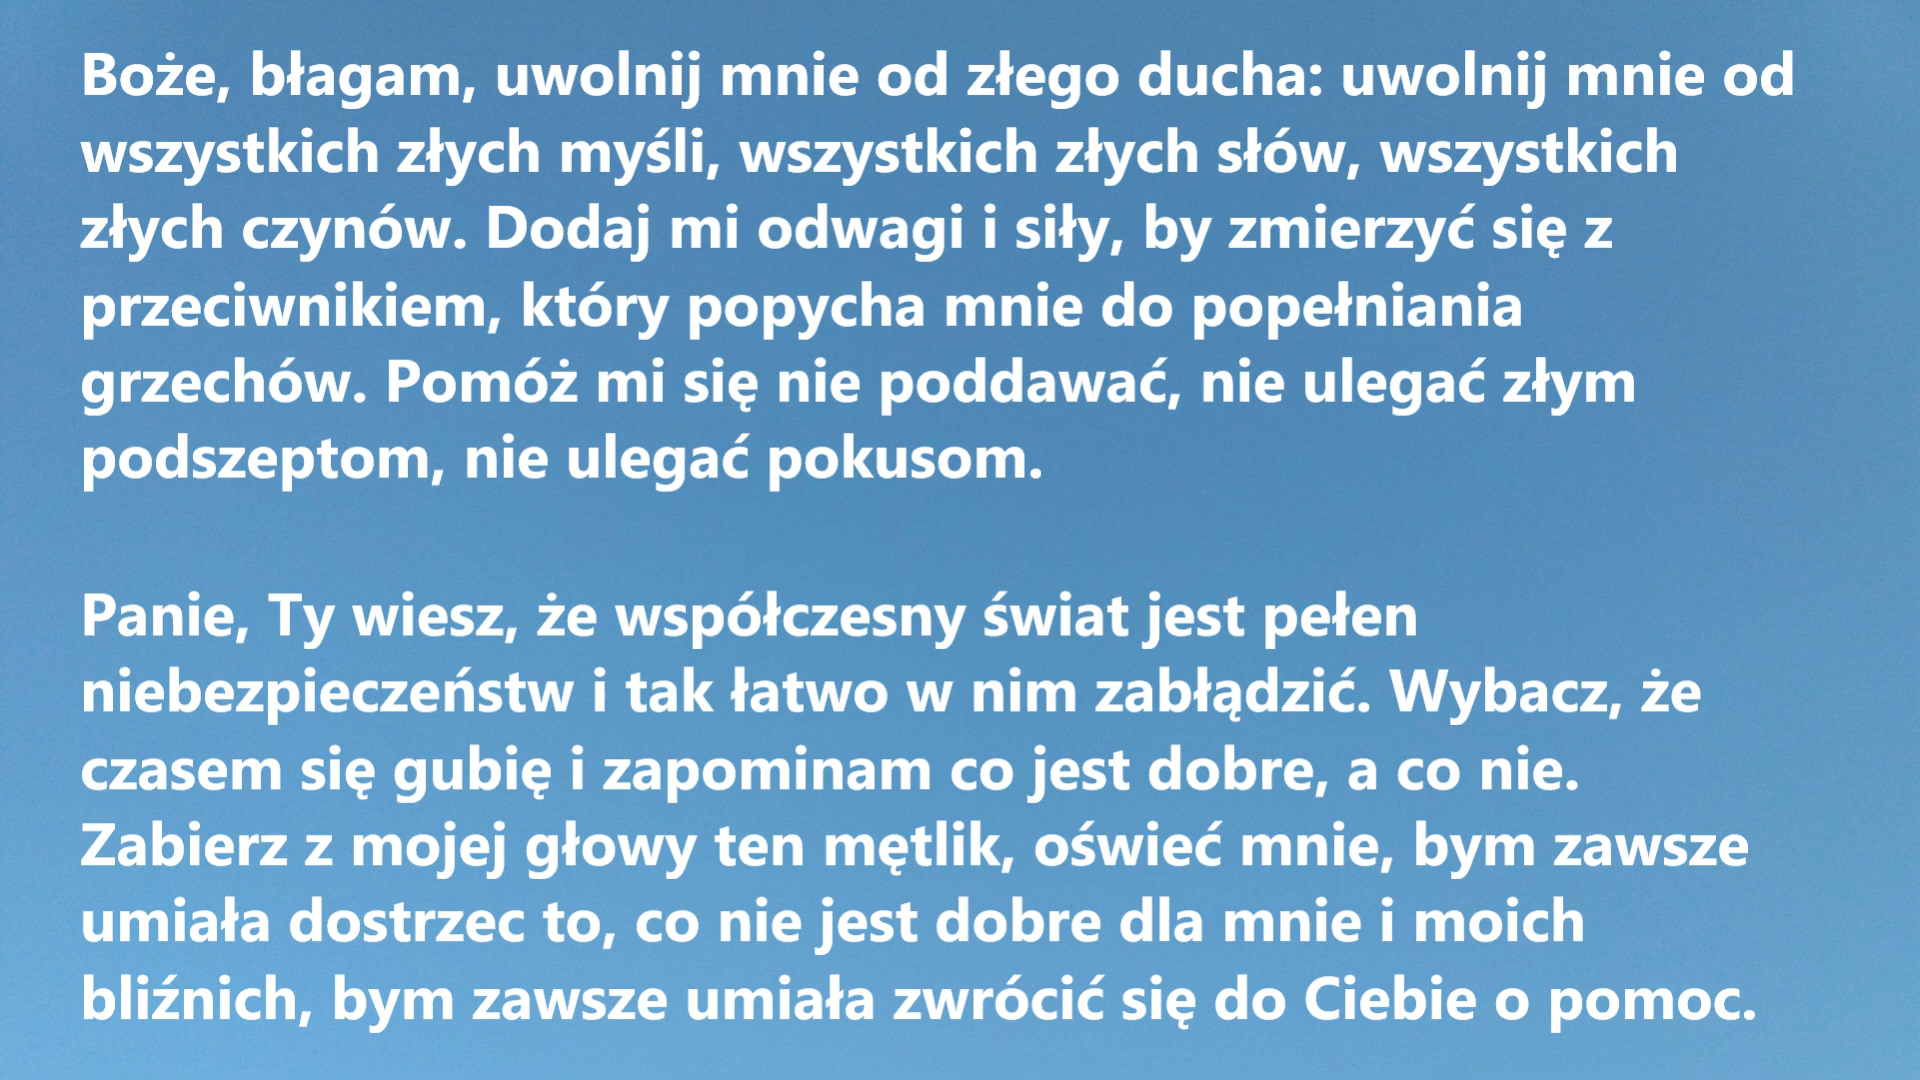 Boże, błagam, uwolnij mnie od złego ducha: uwolnij mnie od
wszystkich złych myśli, wszystkich złych słów, wszystkich
złych czynów. Dodaj mi odwagi i siły, by zmierzyć się z
przeciwnikiem, który popycha mnie do popełniania
grzechów. Pomóż mi się nie poddawać, nie ulegać złym
podszeptom, nie ulegać pokusom.
Panie, Ty wiesz, że współczesny świat jest pełen
niebezpieczeństw i tak łatwo w nim zabłądzić. Wybacz, że
czasem się gubię i zapominam co jest dobre, a co nie.
Zabierz z mojej głowy ten mętlik, oświeć mnie, bym zawsze
umiała dostrzec to, co nie jest dobre dla mnie i moich
bliźnich, bym zawsze umiała zwrócić się do Ciebie o pomoc.